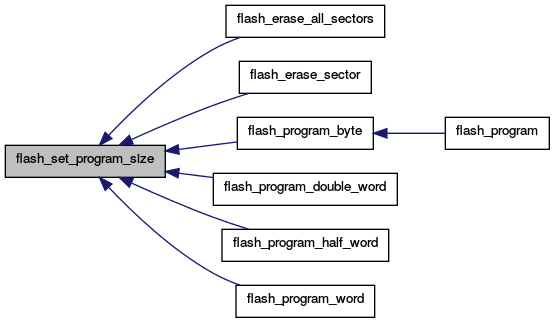 flash_erase_all_sectors
flash_erase_sector
flash_program_byte
flash_program
flash_set_program_size
flash_program_double_word
flash_program_half_word
flash_program_word